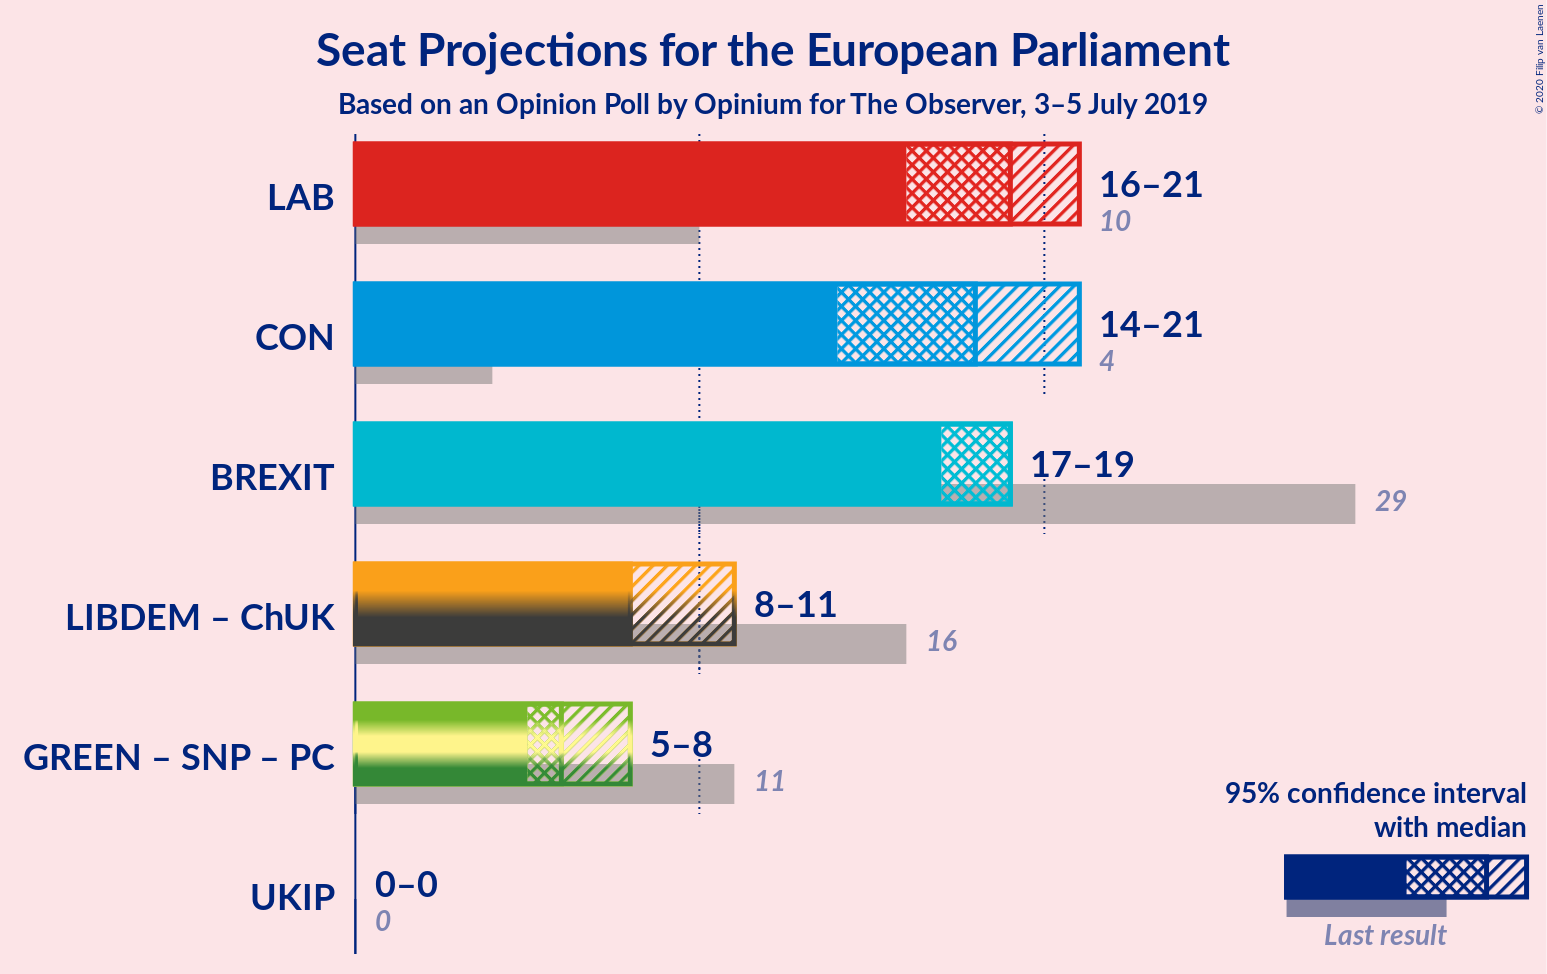 Seat Projections for the European Parliament
Based on an Opinion Poll by Opinium for The Observer, 3–5 July 2019
© 2020 Filip van Laenen
LAB
16–21
10
CON
14–21
4
BREXIT
17–19
29
LIBDEM – ChUK
8–11
16
GREEN – SNP – PC
5–8
11
UKIP
0–0
0
95% confidence interval
with median
Last result